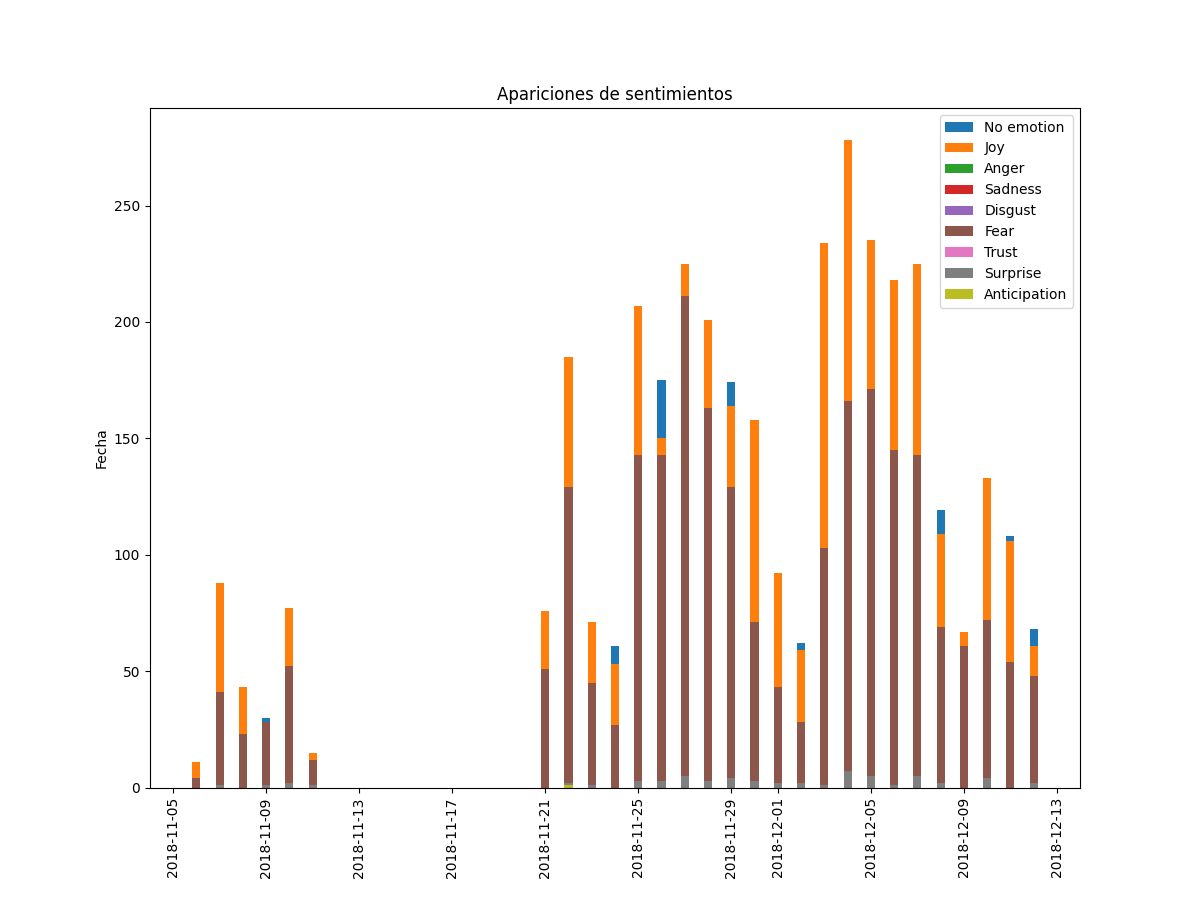 Apariciones de sentimientos
No emotion
Joy
Anger
Sadness
Disgust
Fear
Trust
Surprise
Anticipation
Fecha
250
200
150
100
50
0
2018-11-05
2018-11-09
2018-11-13
2018-11-17
2018-11-21
2018-11-25
2018-11-29
2018-12-01
2018-12-05
2018-12-09
2018-12-13